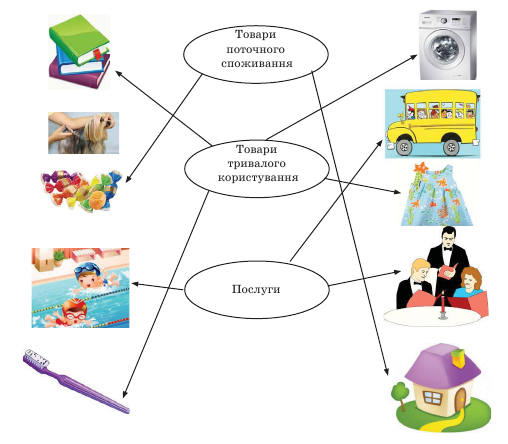 Товари
поточного
споживання
Товари
тривалого
користування
Послуги